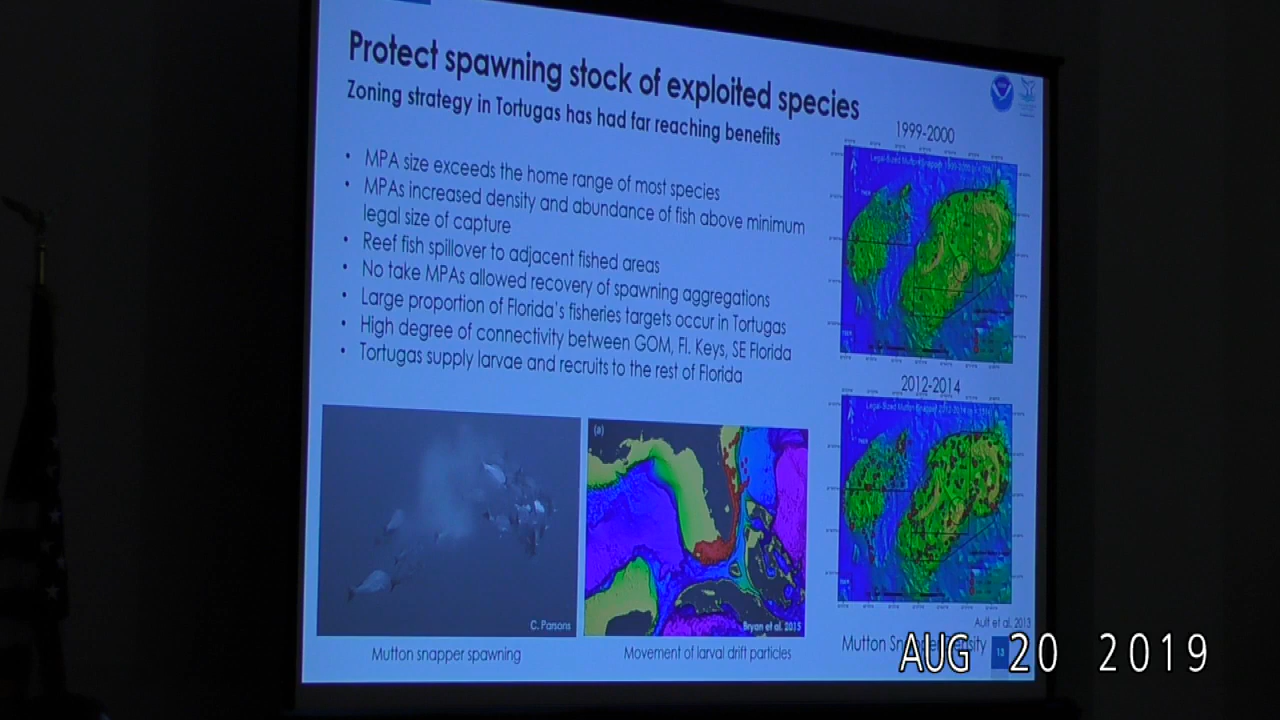 Protect spawning stock of exploited species
Zoning strategy in Tortugas has had far reaching benefits
• MPA size exceeds the home range of most species
• MPAs increased density and abundance of fish above minimum
legal size of capture
• Reef fish spillover to adjacent fished areas
• No take MPAs allowed recovery of spawning aggregations
• Large proportion of Florida's fisheries targets occur in Tortugas
• High degree of connectivity between GOM, Fl. Keys, SE Florida
• Tortugas supply larvae and recruits to the rest of Florida
1999-2000
2012-2014
(a)
C. Parsons
Bryan et al. 2015
Ault et al. 2013
Mutton snapper spawning
Movement of larval drift particles
Mutton
13
AUG 20 2019